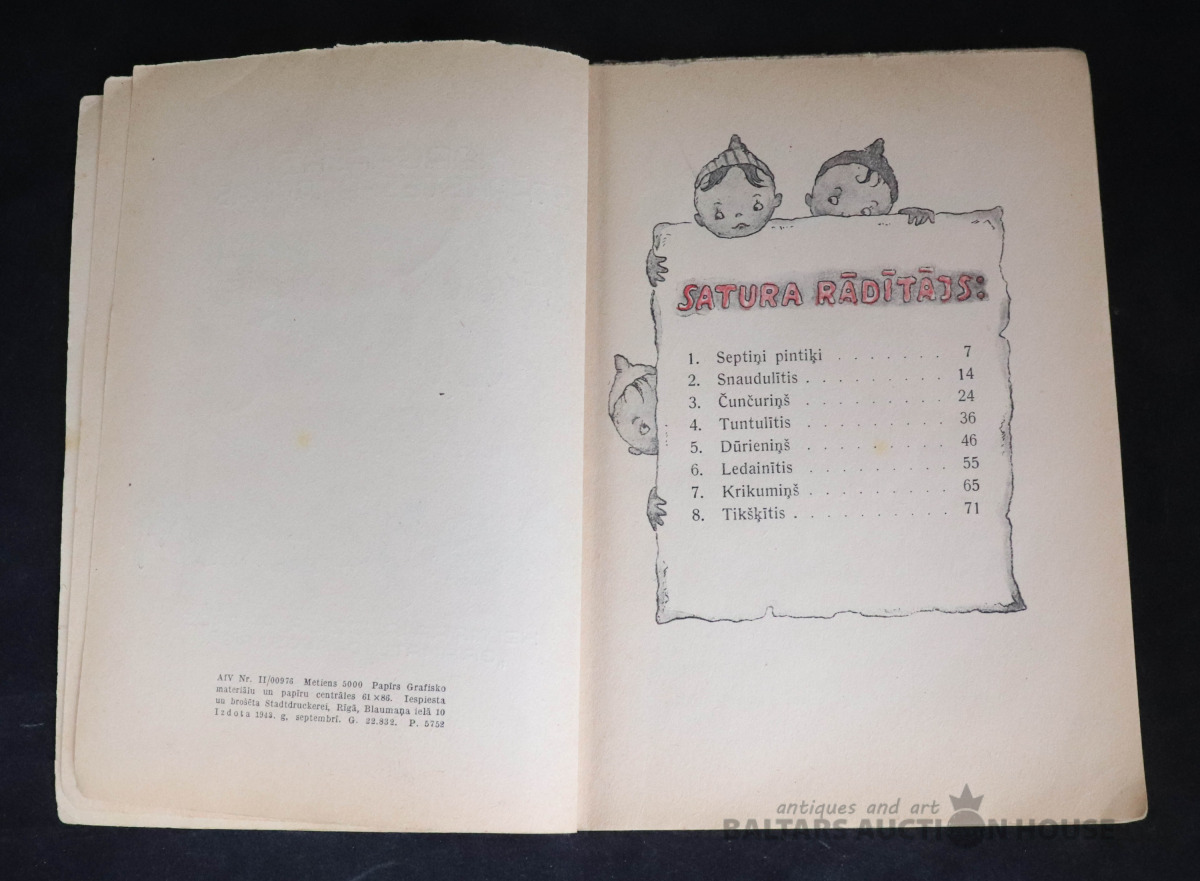 AfV Nr. II/00976 Metiens 5000 Papīrs Grafisko
materiālu un papīru centrāles 61×86. Iespiesta
un brošēta Stadtdruckerei, Rīgā, Blaumaņa ielā 10
Izdota 1943. g. septembrī. G. 22.832. P. 5752
SATURA RĀDĪTĀJS:
1. Septiņi pintiķi . . . . . . . 7
2. Snaudulītis . . . . . . . . . 14
3. Čunčuriņš . . . . . . . . . 24
4. Tuntulītis . . . . . . . . . 36
5. Dūrieniņš . . . . . . . . . 46
6. Ledainītis . . . . . . . . . 55
7. Krikumiņš . . . . . . . . . 65
8. Tikšķītis . . . . . . . . . . 71
antiques and art
BALTARS AUCTION HOUSE